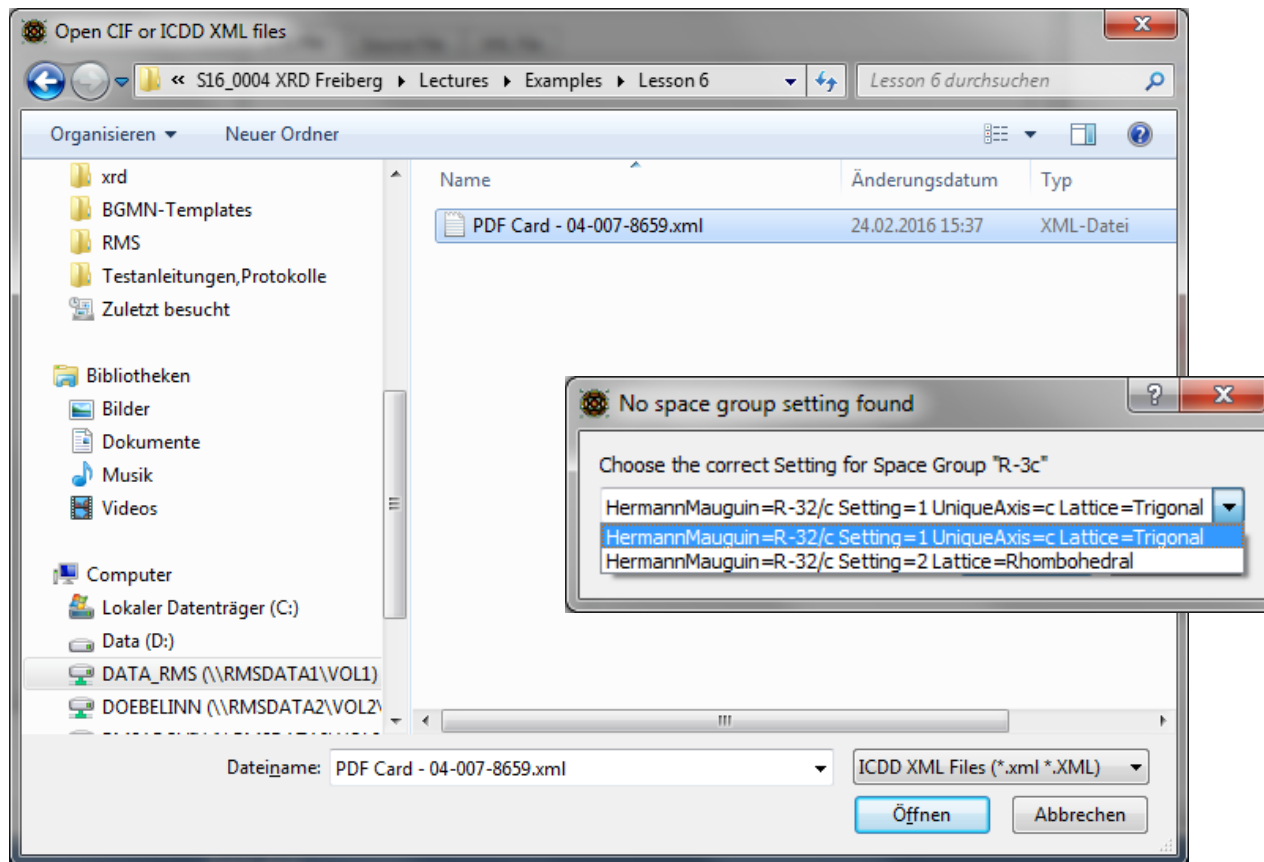 Open CIF or ICDD XML files
« S16_0004 XRD Freiberg Lectures Examples Lesson 6
Lesson 6 durchsuchen
Organisieren Neuer Ordner
Name Änderungsdatum Typ
xrd
BGMN-Templates
RMS
Testanleitungen,Protokolle
Zuletzt besucht
Bibliotheken
Bilder
Dokumente
Musik
Videos
Computer
Lokaler Datenträger (C:)
Data (D:)
DATA_RMS (\\RMSDATA1\VOL1)
DOEBELINN (\\RMSDATA2\VOL2\
PDF Card - 04-007-8659.xml 24.02.2016 15:37 XML-Datei
No space group setting found
Choose the correct Setting for Space Group "R-3c"
HermannMauguin=R-32/c Setting=1 UniqueAxis=c Lattice=Trigonal
HermannMauguin=R-32/c Setting=1 UniqueAxis=c Lattice=Trigonal
HermannMauguin=R-32/c Setting=2 Lattice=Rhombohedral
Dateiname: PDF Card - 04-007-8659.xml
ICDD XML Files (*.xml *.XML)
Öffnen Abbrechen